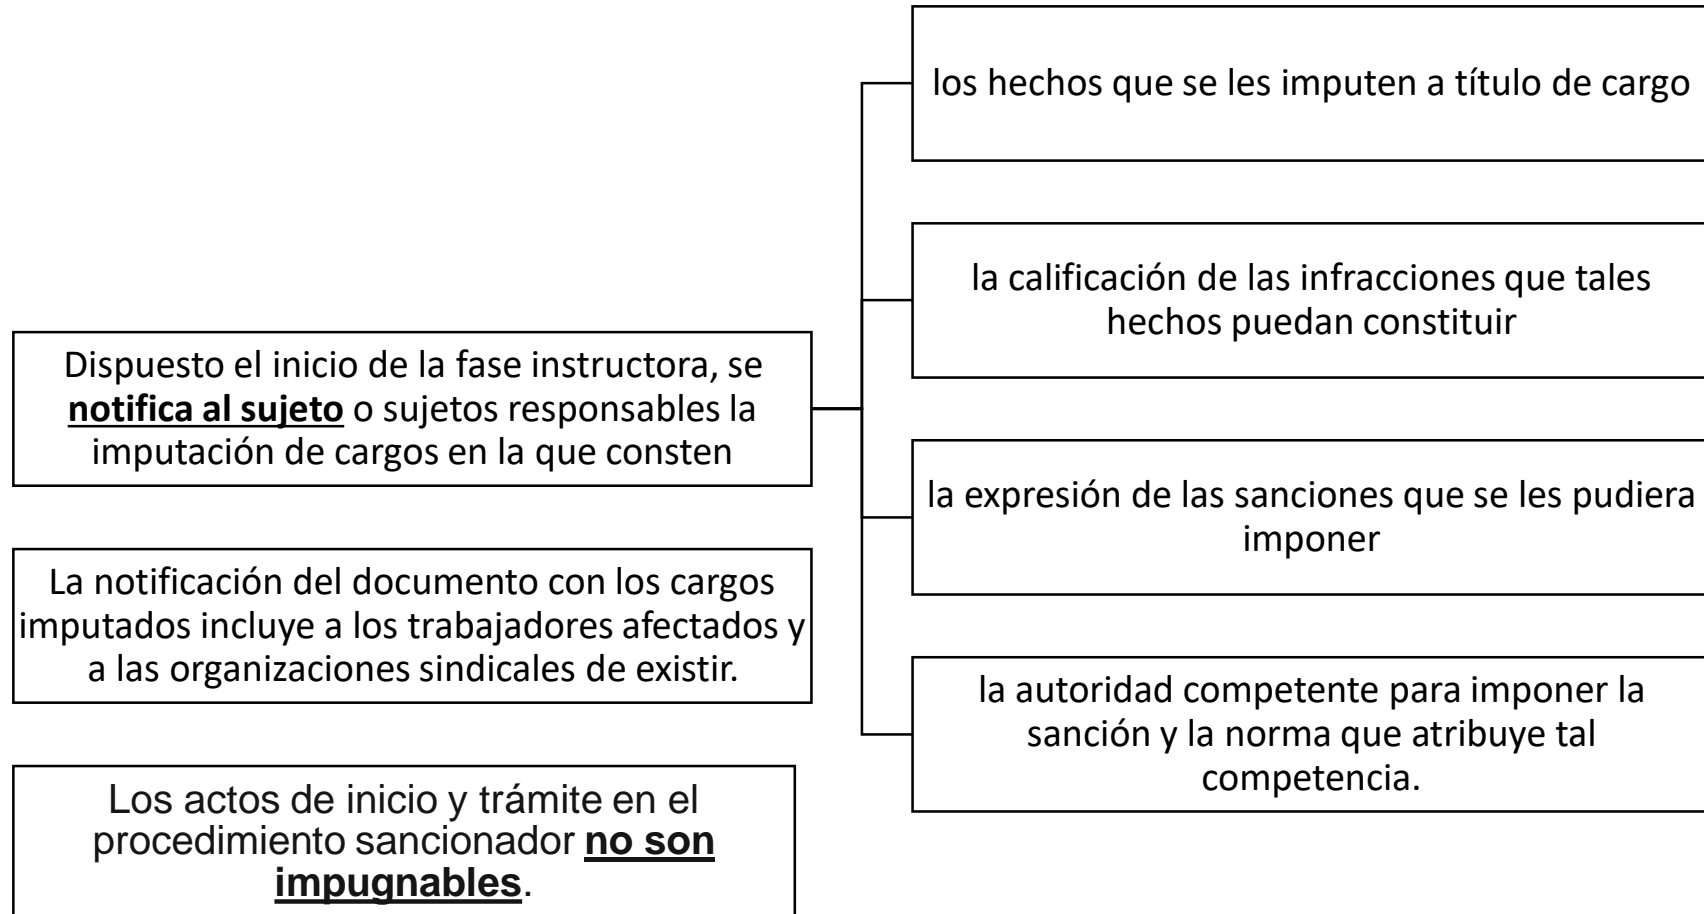 Dispuesto el inicio de la fase instructora, se
notifica al sujeto o sujetos responsables la
imputación de cargos en la que consten
los hechos que se les imputen a título de cargo
la calificación de las infracciones que tales
hechos puedan constituir
la expresión de las sanciones que se les pudiera
imponer
la autoridad competente para imponer la
sanción y la norma que atribuye tal
competencia.
La notificación del documento con los cargos
imputados incluye a los trabajadores afectados y
a las organizaciones sindicales de existir.
Los actos de inicio y trámite en el
procedimiento sancionador no son
impugnables.